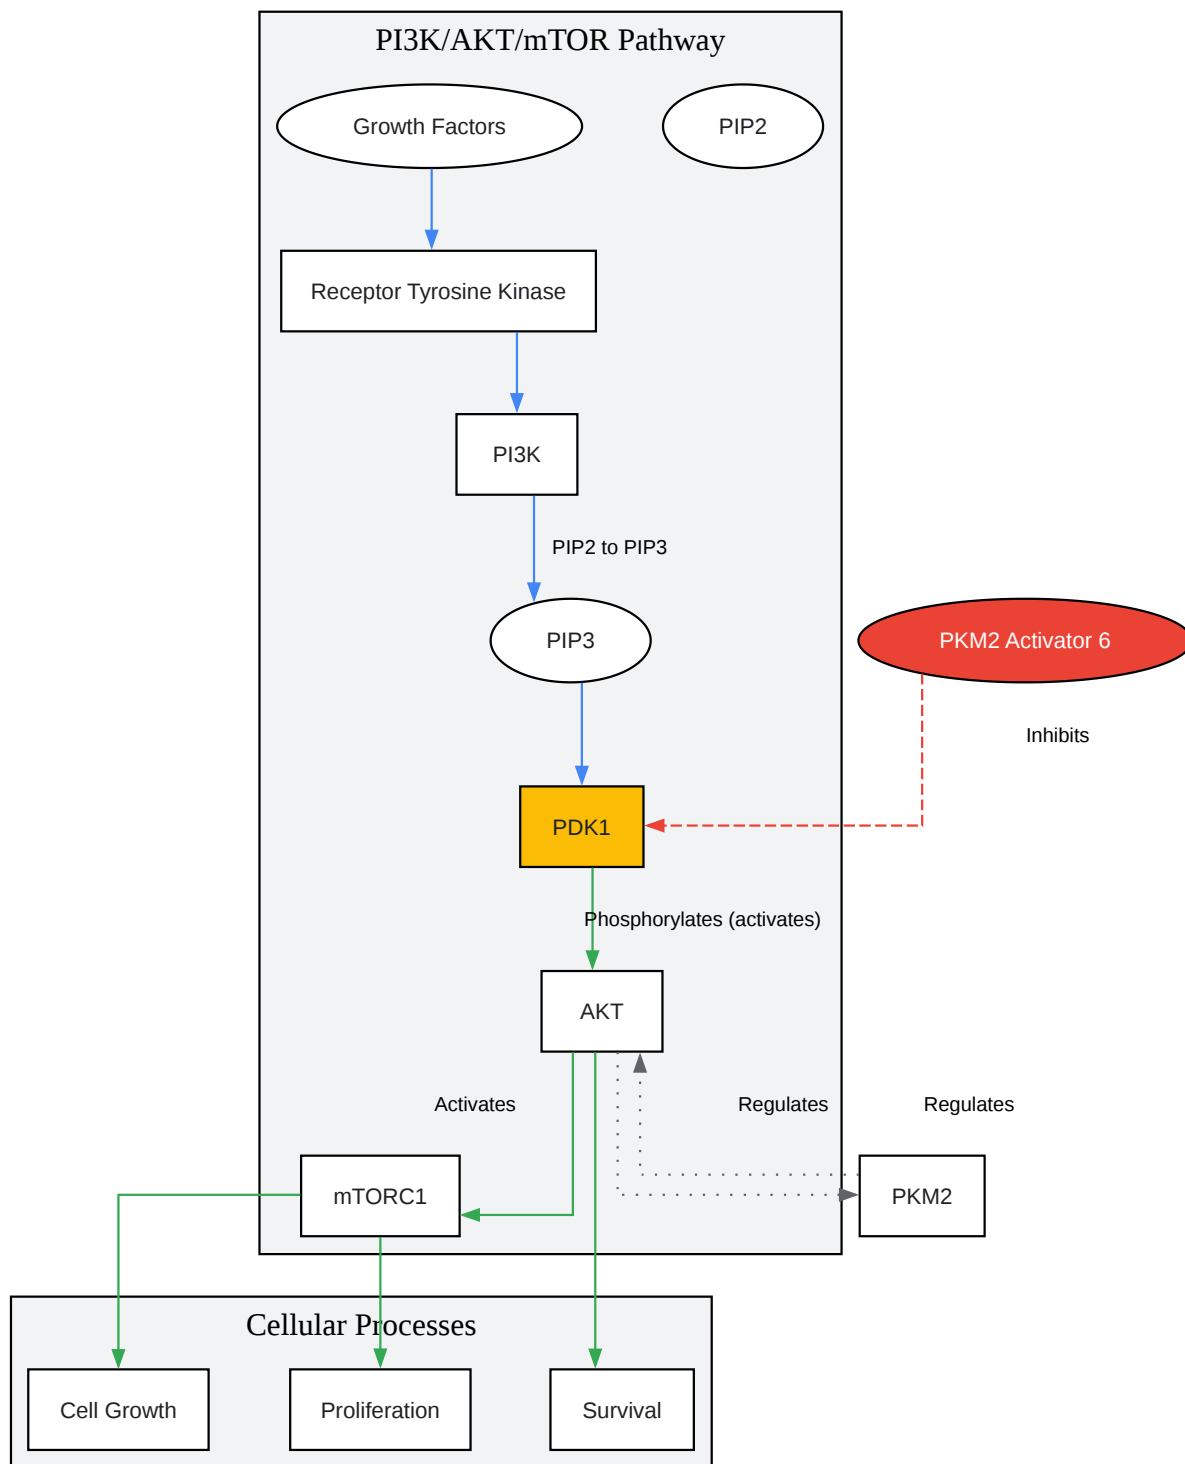 PI3K/AKT/mTOR Pathway
Growth Factors
PIP2
Receptor Tyrosine Kinase
PI3K
PIP2 to PIP3
PIP3
PKM2 Activator 6
Inhibits
PDK1
Phosphorylates (activates)
AKT
Activates
Regulates
Regulates
mTORC1
PKM2
Cellular Processes
Cell Growth
Proliferation
Survival